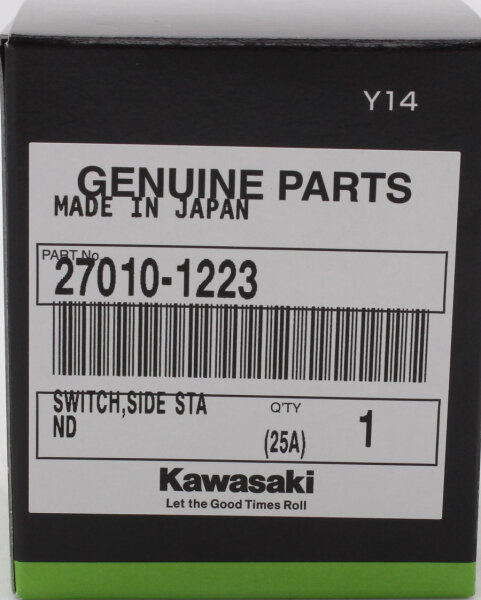 Y14
GENUINE PARTS
MADE IN JAPAN
PART No.
27010-1223
SWITCH,SIDE STA
ND
Q'TY
(25A)
1
Kawasaki
Let the Good Times Roll